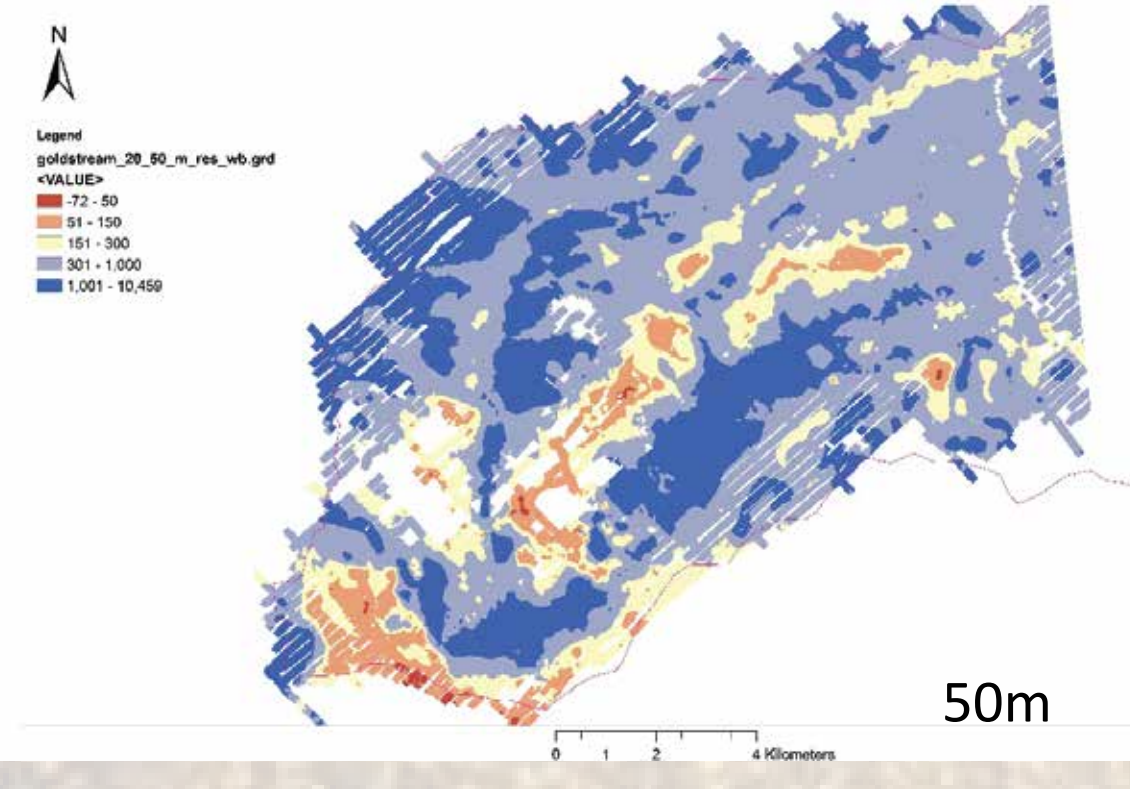 N
Legend
goldstream_20_50_m_res_wb.grd
<VALUE>
-72 - 50
51 - 150
151 - 300
301 - 1,000
1,001 - 10,459
50m
0 1 2 4 Kilometers